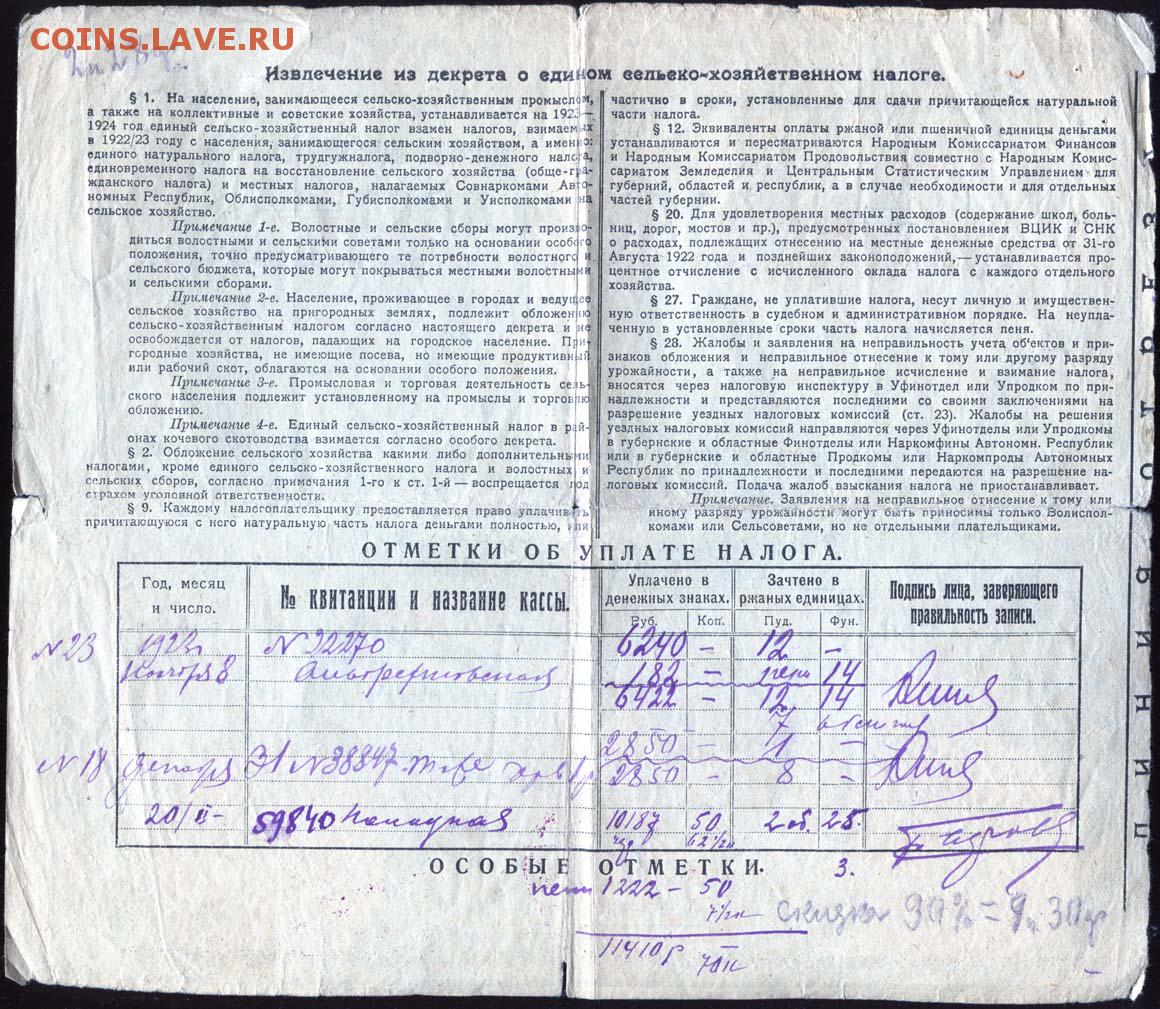 COINS.LAVE.RU
Извлечение из декрета о едином сельско-хозяйственном налоге.
§ 1. На население, занимающееся сельско-хозяйственным промыслом,
а также на коллективные и советские хозяйства, устанавливается на 1923—
1924 год единый сельско-хозяйственный налог взамен налогов, взимаемых
в 1922/23 году с населения, занимающегося сельским хозяйством, а именно:
единого натурального налога, трудгужналога, подворно-денежного налога,
единовременного налога на восстановление сельского хозяйства (обще-гра-
жданского налога) и местных налогов, налагаемых Совнаркомами Авто-
номных Республик, Облисполкомами, Губисполкомами и Уисполкомами на
сельское хозяйство.
Примечание 1-е. Волостные и сельские сборы могут произво-
диться волостными и сельскими советами только на основании особого
положения, точно предусматривающего те потребности волостного и
сельского бюджета, которые могут покрываться местными волостными
и сельскими сборами.
Примечание 2-е. Население, проживающее в городах и ведущее
сельское хозяйство на пригородных землях, подлежит обложению
сельско-хозяйственным налогом согласно настоящего декрета и не
освобождается от налогов, падающих на городское население. При-
городные хозяйства, не имеющие посева, но имеющие продуктивный
или рабочий скот, облагаются на основании особого положения.
Примечание 3-е. Промысловая и торговая деятельность сель-
ского населения подлежит установленному на промыслы и торговлю
обложению.
Примечание 4-е. Единый сельско-хозяйственный налог в рай-
онах кочевого скотоводства взимается согласно особого декрета.
§ 2. Обложение сельского хозяйства какими либо дополнительными
налогами, кроме единого сельско-хозяйственного налога и волостных и
сельских сборов, согласно примечания 1-го к ст. 1-й — воспрещается под
страхом уголовной ответственности.
§ 9. Каждому налогоплательщику предоставляется право уплачивать
причитающуюся с него натуральную часть налога деньгами полностью, или
частично в сроки, установленные для сдачи причитающейся натуральной
части налога.
§ 12. Эквиваленты оплаты ржаной или пшеничной единицы деньгами
устанавливаются и пересматриваются Народным Комиссариатом Финансов
и Народным Комиссариатом Продовольствия совместно с Народным Комис-
сариатом Земледелия и Центральным Статистическим Управлением для
губерний, областей и республик, а в случае необходимости и для отдельных
частей губернии.
§ 20. Для удовлетворения местных расходов (содержание школ, боль-
ниц, дорог, мостов и пр.), предусмотренных постановлением ВЦИК и СНК
о расходах, подлежащих отнесению на местные денежные средства от 31-го
Августа 1922 года и позднейших законоположений,— устанавливается про-
центное отчисление с исчисленного оклада налога с каждого отдельного
хозяйства.
§ 27. Граждане, не уплатившие налога, несут личную и имуществен-
ную ответственность в судебном и административном порядке. На неупла-
ченную в установленные сроки часть налога начисляется пеня.
§ 28. Жалобы и заявления на неправильность учета об'ектов и при-
знаков обложения и неправильное отнесение к тому или другому разряду
урожайности, а также на неправильное исчисление и взимание налога,
вносятся через налоговую инспектуру в Уфинотдел или Упродком по при-
надлежности и представляются последними со своими заключениями на
разрешение уездных налоговых комиссий (ст. 23). Жалобы на решения
уездных налоговых комиссий направляются через Уфинотделы или Упродкомы
в губернские и областные Финотделы или Наркомфины Автономн. Республик
или в губернские и областные Продкомы или Наркомпроды Автономных
Республик по принадлежности и последними передаются на разрешение на-
логовых комиссий. Подача жалоб взыскания налога не приостанавливает.
Примечание. Заявления на неправильное отнесение к тому или
иному разряду урожайности могут быть приносимы только Волиспол-
комами или Сельсоветами, но не отдельными плательщиками.
ОТМЕТКИ ОБ УПЛАТЕ НАЛОГА.
Год, месяц и число.
№ квитанции и название кассы.
Уплачено в денежных знаках.
Руб. Коп.
Зачтено в ржаных единицах.
Пуд. Фун.
Подпись лица, заверяющего правильность записи.
N 23 1923 N 32270 6240 – 12 –
Ноября 8 182 – пени 14
6422 – 12 14
7
2850 – 1 –
N 18 Декабря N 38847 2850 – 8 –
20/II– 59840 10187 50 2 об. 2б.
ОСОБЫЕ ОТМЕТКИ. 3.
пени 1222 – 50
скидка
11410р